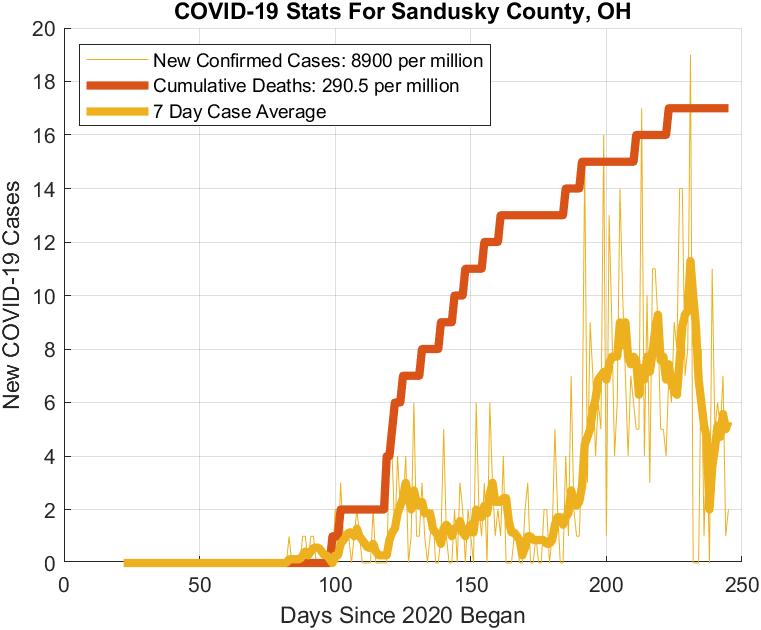 COVID-19 Stats For Sandusky County, OH
20
18
16
14
12
10
8
6
4
2
0
New COVID-19 Cases
New Confirmed Cases: 8900 per million
Cumulative Deaths: 290.5 per million
7 Day Case Average
0 50 100 150 200 250
Days Since 2020 Began